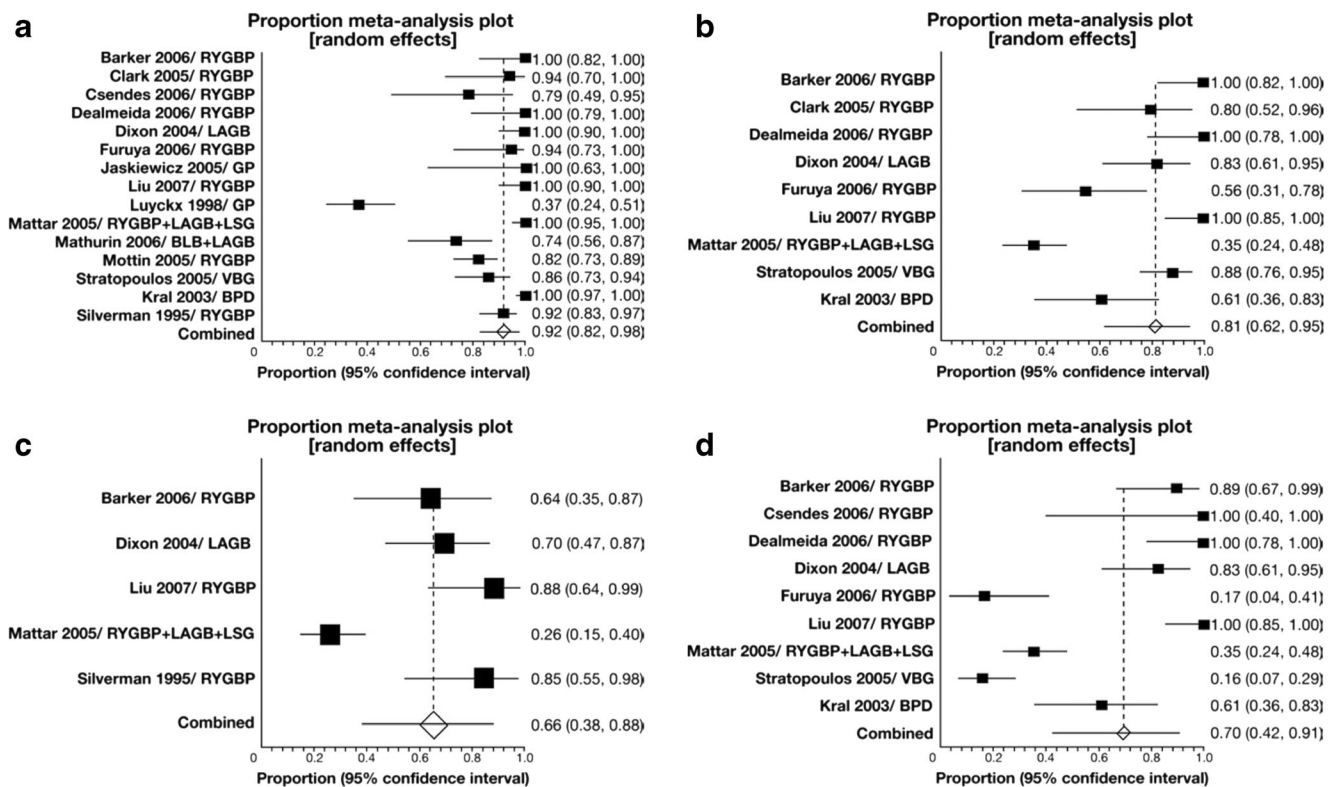 a
Proportion meta-analysis plot
[random effects]
Barker 2006/ RYGBP 1.00 (0.82, 1.00)
Clark 2005/ RYGBP 0.94 (0.70, 1.00)
Csendes 2006/ RYGBP 0.79 (0.49, 0.95)
Dealmeida 2006/ RYGBP 1.00 (0.79, 1.00)
Dixon 2004/ LAGB 1.00 (0.90, 1.00)
Furuya 2006/ RYGBP 0.94 (0.73, 1.00)
Jaskiewicz 2005/ GP 1.00 (0.63, 1.00)
Liu 2007/ RYGBP 1.00 (0.90, 1.00)
Luyckx 1998/ GP 0.37 (0.24, 0.51)
Mattar 2005/ RYGBP+LAGB+LSG 1.00 (0.95, 1.00)
Mathurin 2006/ BLB+LAGB 0.74 (0.56, 0.87)
Mottin 2005/ RYGBP 0.82 (0.73, 0.89)
Stratopoulos 2005/ VBG 0.86 (0.73, 0.94)
Kral 2003/ BPD 1.00 (0.97, 1.00)
Silverman 1995/ RYGBP 0.92 (0.83, 0.97)
Combined 0.92 (0.82, 0.98)
0 0.2 0.4 0.6 0.8 1.0
Proportion (95% confidence interval)
b
Proportion meta-analysis plot
[random effects]
Barker 2006/ RYGBP 1.00 (0.82, 1.00)
Clark 2005/ RYGBP 0.80 (0.52, 0.96)
Dealmeida 2006/ RYGBP 1.00 (0.78, 1.00)
Dixon 2004/ LAGB 0.83 (0.61, 0.95)
Furuya 2006/ RYGBP 0.56 (0.31, 0.78)
Liu 2007/ RYGBP 1.00 (0.85, 1.00)
Mattar 2005/ RYGBP+LAGB+LSG 0.35 (0.24, 0.48)
Stratopoulos 2005/ VBG 0.88 (0.76, 0.95)
Kral 2003/ BPD 0.61 (0.36, 0.83)
Combined 0.81 (0.62, 0.95)
0 0.2 0.4 0.6 0.8 1.0
Proportion (95% confidence interval)
c
Proportion meta-analysis plot
[random effects]
Barker 2006/ RYGBP 0.64 (0.35, 0.87)
Dixon 2004/ LAGB 0.70 (0.47, 0.87)
Liu 2007/ RYGBP 0.88 (0.64, 0.99)
Mattar 2005/ RYGBP+LAGB+LSG 0.26 (0.15, 0.40)
Silverman 1995/ RYGBP 0.85 (0.55, 0.98)
Combined 0.66 (0.38, 0.88)
0 0.2 0.4 0.6 0.8 1.0
Proportion (95% confidence interval)
d
Proportion meta-analysis plot
[random effects]
Barker 2006/ RYGBP 0.89 (0.67, 0.99)
Csendes 2006/ RYGBP 1.00 (0.40, 1.00)
Dealmeida 2006/ RYGBP 1.00 (0.78, 1.00)
Dixon 2004/ LAGB 0.83 (0.61, 0.95)
Furuya 2006/ RYGBP 0.17 (0.04, 0.41)
Liu 2007/ RYGBP 1.00 (0.85, 1.00)
Mattar 2005/ RYGBP+LAGB+LSG 0.35 (0.24, 0.48)
Stratopoulos 2005/ VBG 0.16 (0.07, 0.29)
Kral 2003/ BPD 0.61 (0.36, 0.83)
Combined 0.70 (0.42, 0.91)
0 0.2 0.4 0.6 0.8 1.0
Proportion (95% confidence interval)